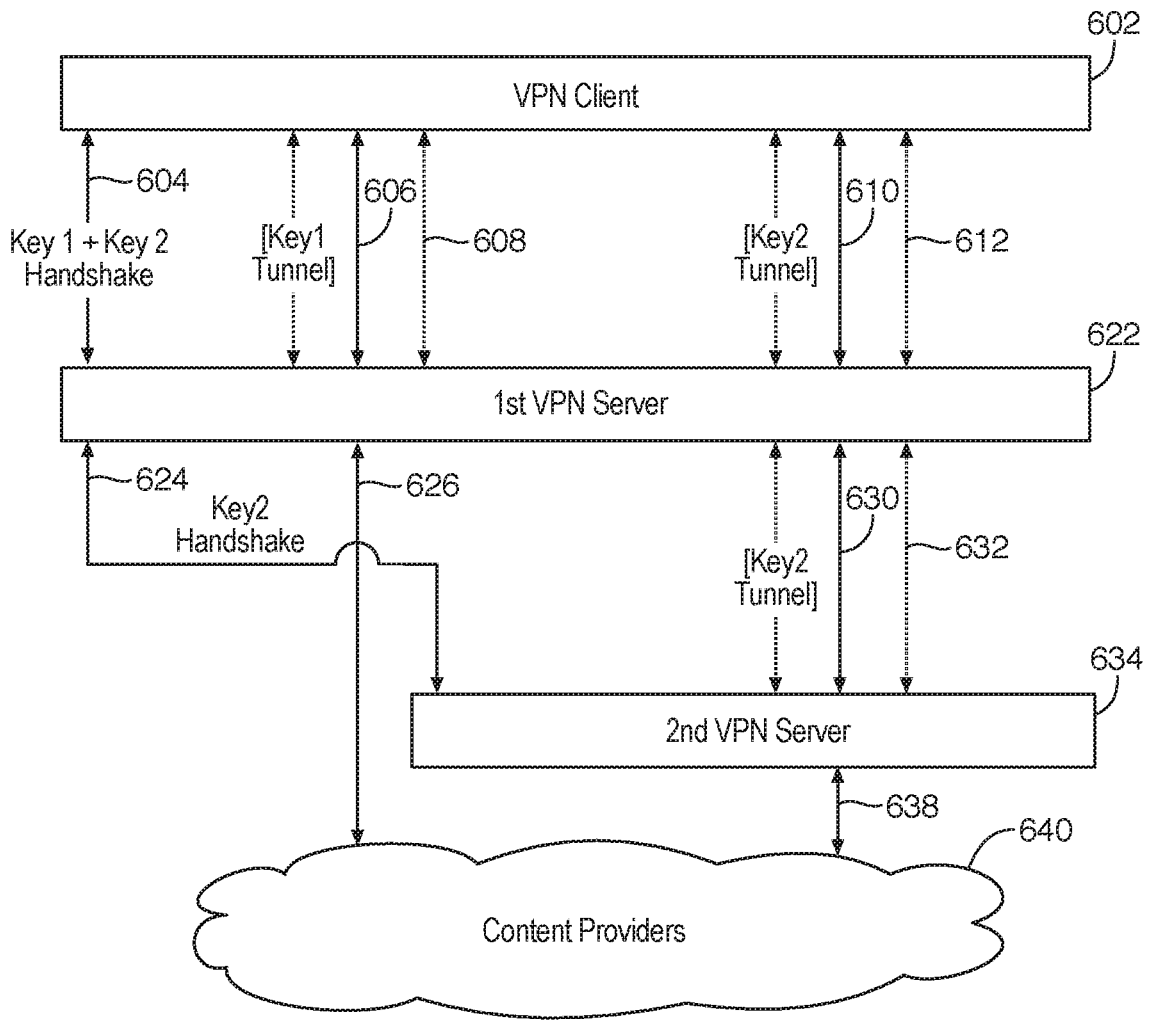 602
VPN Client
604
606
610
Key 1 + Key 2
Handshake
[Key1
Tunnel]
608
[Key2
Tunnel]
612
622
1st VPN Server
624
626
630
Key2
Handshake
[Key2
Tunnel]
632
634
2nd VPN Server
638
640
Content Providers